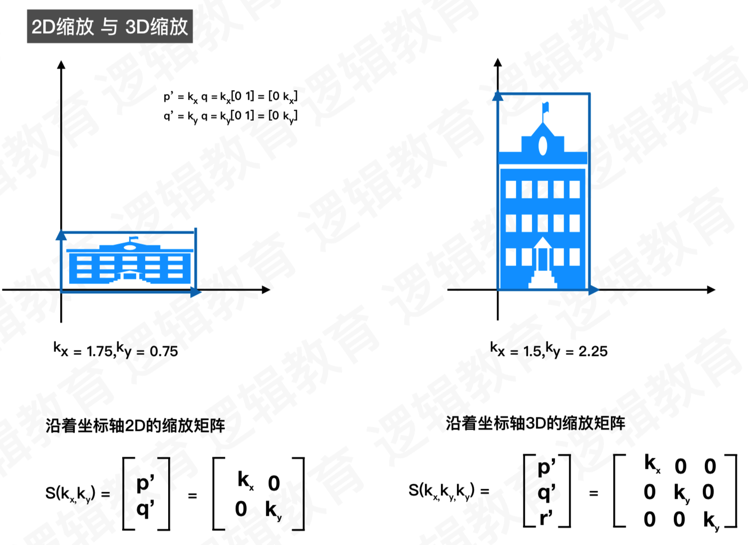 2D缩放 与 3D缩放
p’ = kx q = kx[0 1] = [0 kx]
q’ = ky q = ky[0 1] = [0 ky]
kx = 1.75,ky = 0.75
kx = 1.5,ky = 2.25
沿着坐标轴2D的缩放矩阵
S(kx,ky) = [p’ q’] = [kx 0
0 ky]
沿着坐标轴3D的缩放矩阵
S(kx,ky,ky) = [p’ q’ r’] = [kx 0 0
0 ky 0
0 0 ky]
逻辑教育